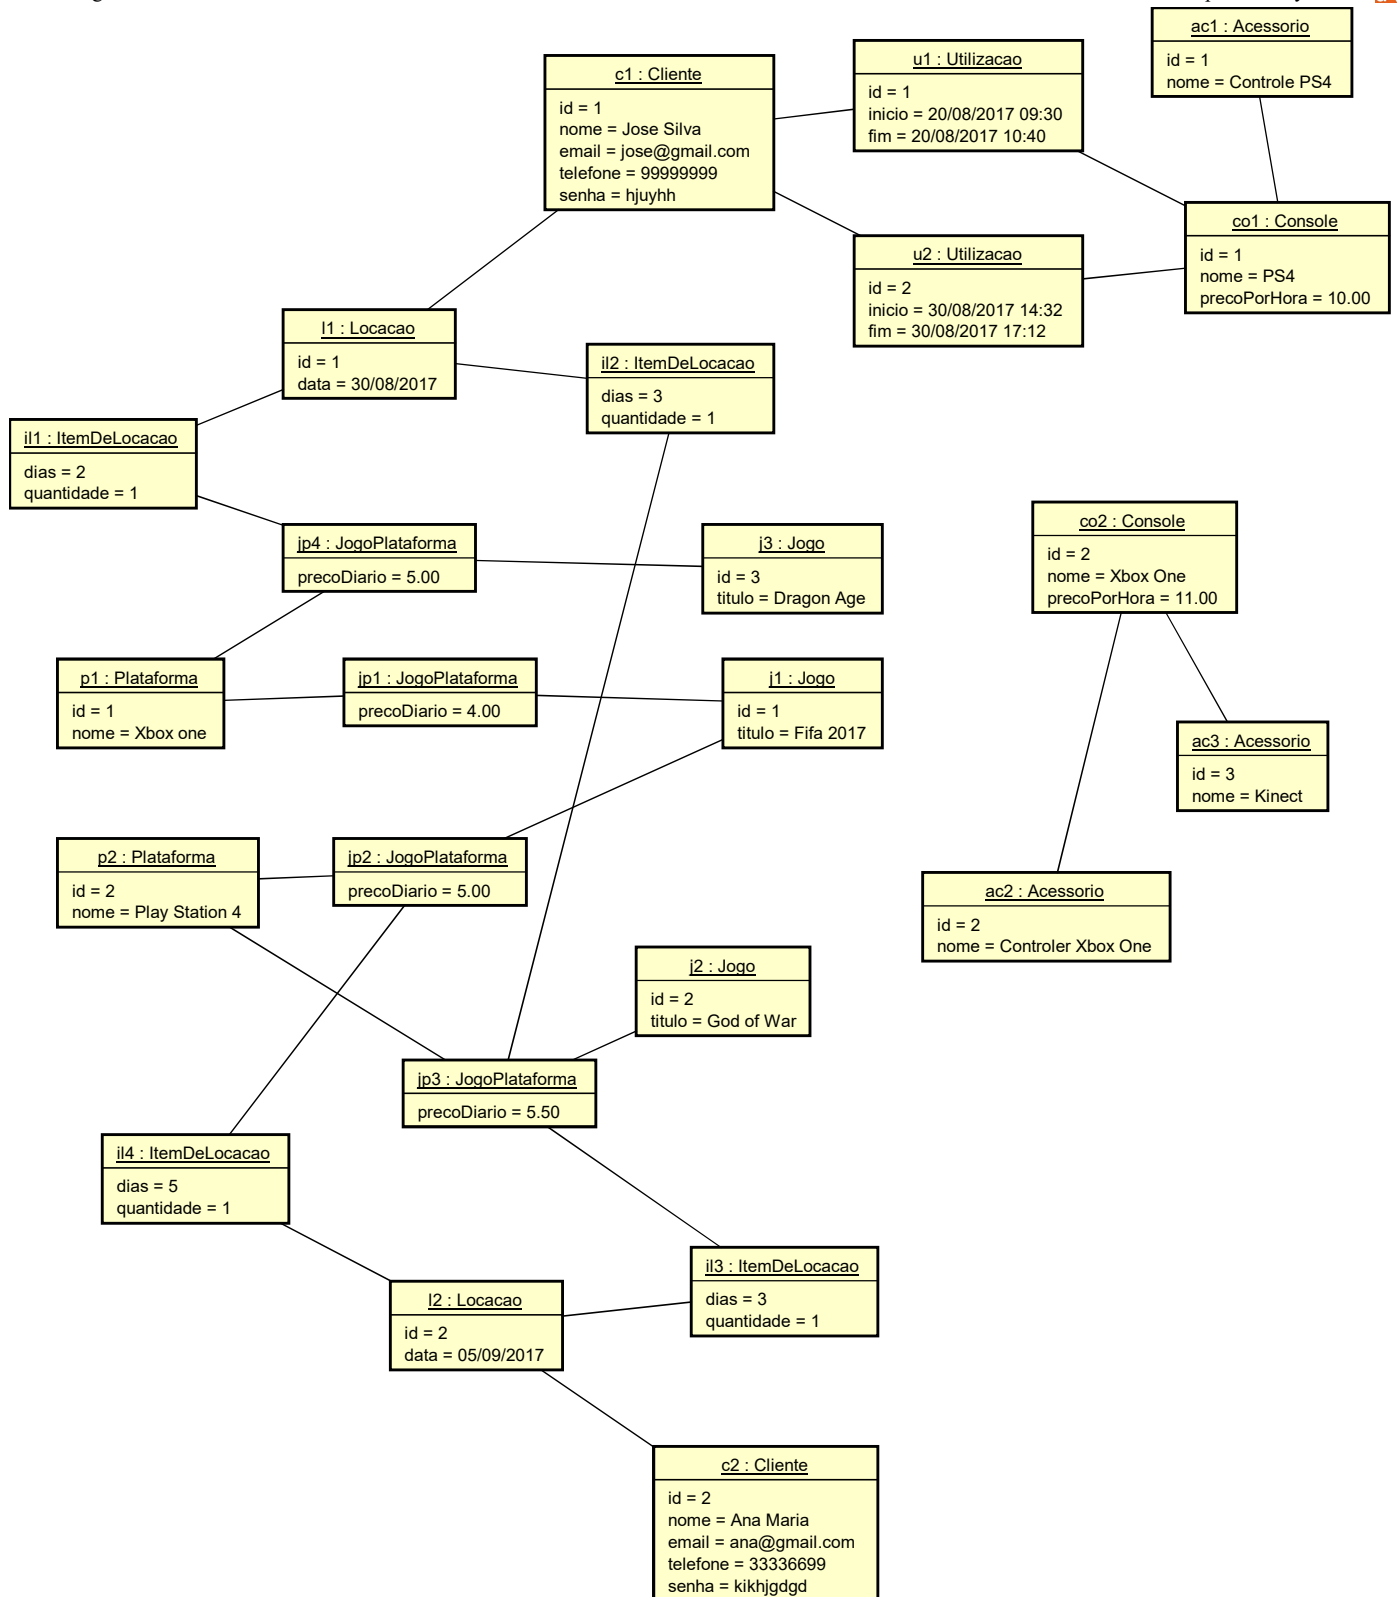 ac1 : Acessorio
id = 1
nome = Controle PS4
c1 : Cliente
id = 1
nome = Jose Silva
email = jose@gmail.com
telefone = 99999999
senha = hjuyhh
u1 : Utilizacao
id = 1
inicio = 20/08/2017 09:30
fim = 20/08/2017 10:40
co1 : Console
id = 1
nome = PS4
precoPorHora = 10.00
u2 : Utilizacao
id = 2
inicio = 30/08/2017 14:32
fim = 30/08/2017 17:12
l1 : Locacao
id = 1
data = 30/08/2017
il2 : ItemDeLocacao
dias = 3
quantidade = 1
il1 : ItemDeLocacao
dias = 2
quantidade = 1
jp4 : JogoPlataforma
precoDiario = 5.00
j3 : Jogo
id = 3
titulo = Dragon Age
co2 : Console
id = 2
nome = Xbox One
precoPorHora = 11.00
p1 : Plataforma
id = 1
nome = Xbox one
jp1 : JogoPlataforma
precoDiario = 4.00
j1 : Jogo
id = 1
titulo = Fifa 2017
ac3 : Acessorio
id = 3
nome = Kinect
p2 : Plataforma
id = 2
nome = Play Station 4
jp2 : JogoPlataforma
precoDiario = 5.00
ac2 : Acessorio
id = 2
nome = Controler Xbox One
j2 : Jogo
id = 2
titulo = God of War
jp3 : JogoPlataforma
precoDiario = 5.50
il4 : ItemDeLocacao
dias = 5
quantidade = 1
il3 : ItemDeLocacao
dias = 3
quantidade = 1
l2 : Locacao
id = 2
data = 05/09/2017
c2 : Cliente
id = 2
nome = Ana Maria
email = ana@gmail.com
telefone = 33336699
senha = kikhjgdgd